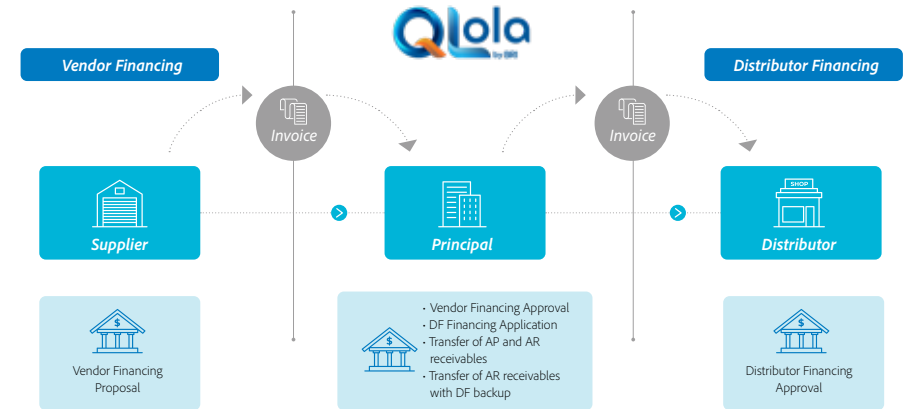 QLola
by BRI
Vendor Financing
Distributor Financing
Invoice
Invoice
SHOP
Supplier
Principal
Distributor
$
Vendor Financing
Proposal
$
• Vendor Financing Approval
• DF Financing Application
• Transfer of AP and AR
receivables
• Transfer of AR receivables
with DF backup
$
Distributor Financing
Approval